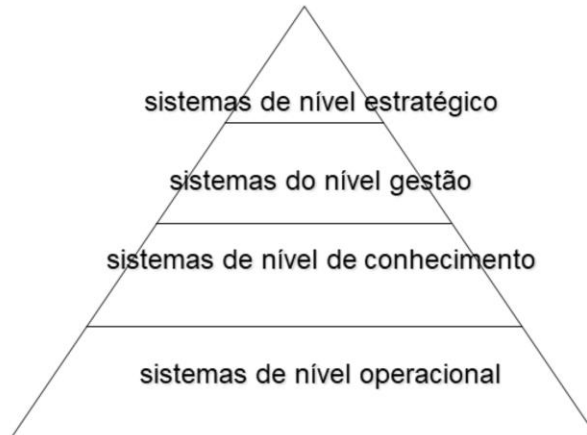 sistemas de nível estratégico
sistemas do nível gestão
sistemas de nível de conhecimento
sistemas de nível operacional